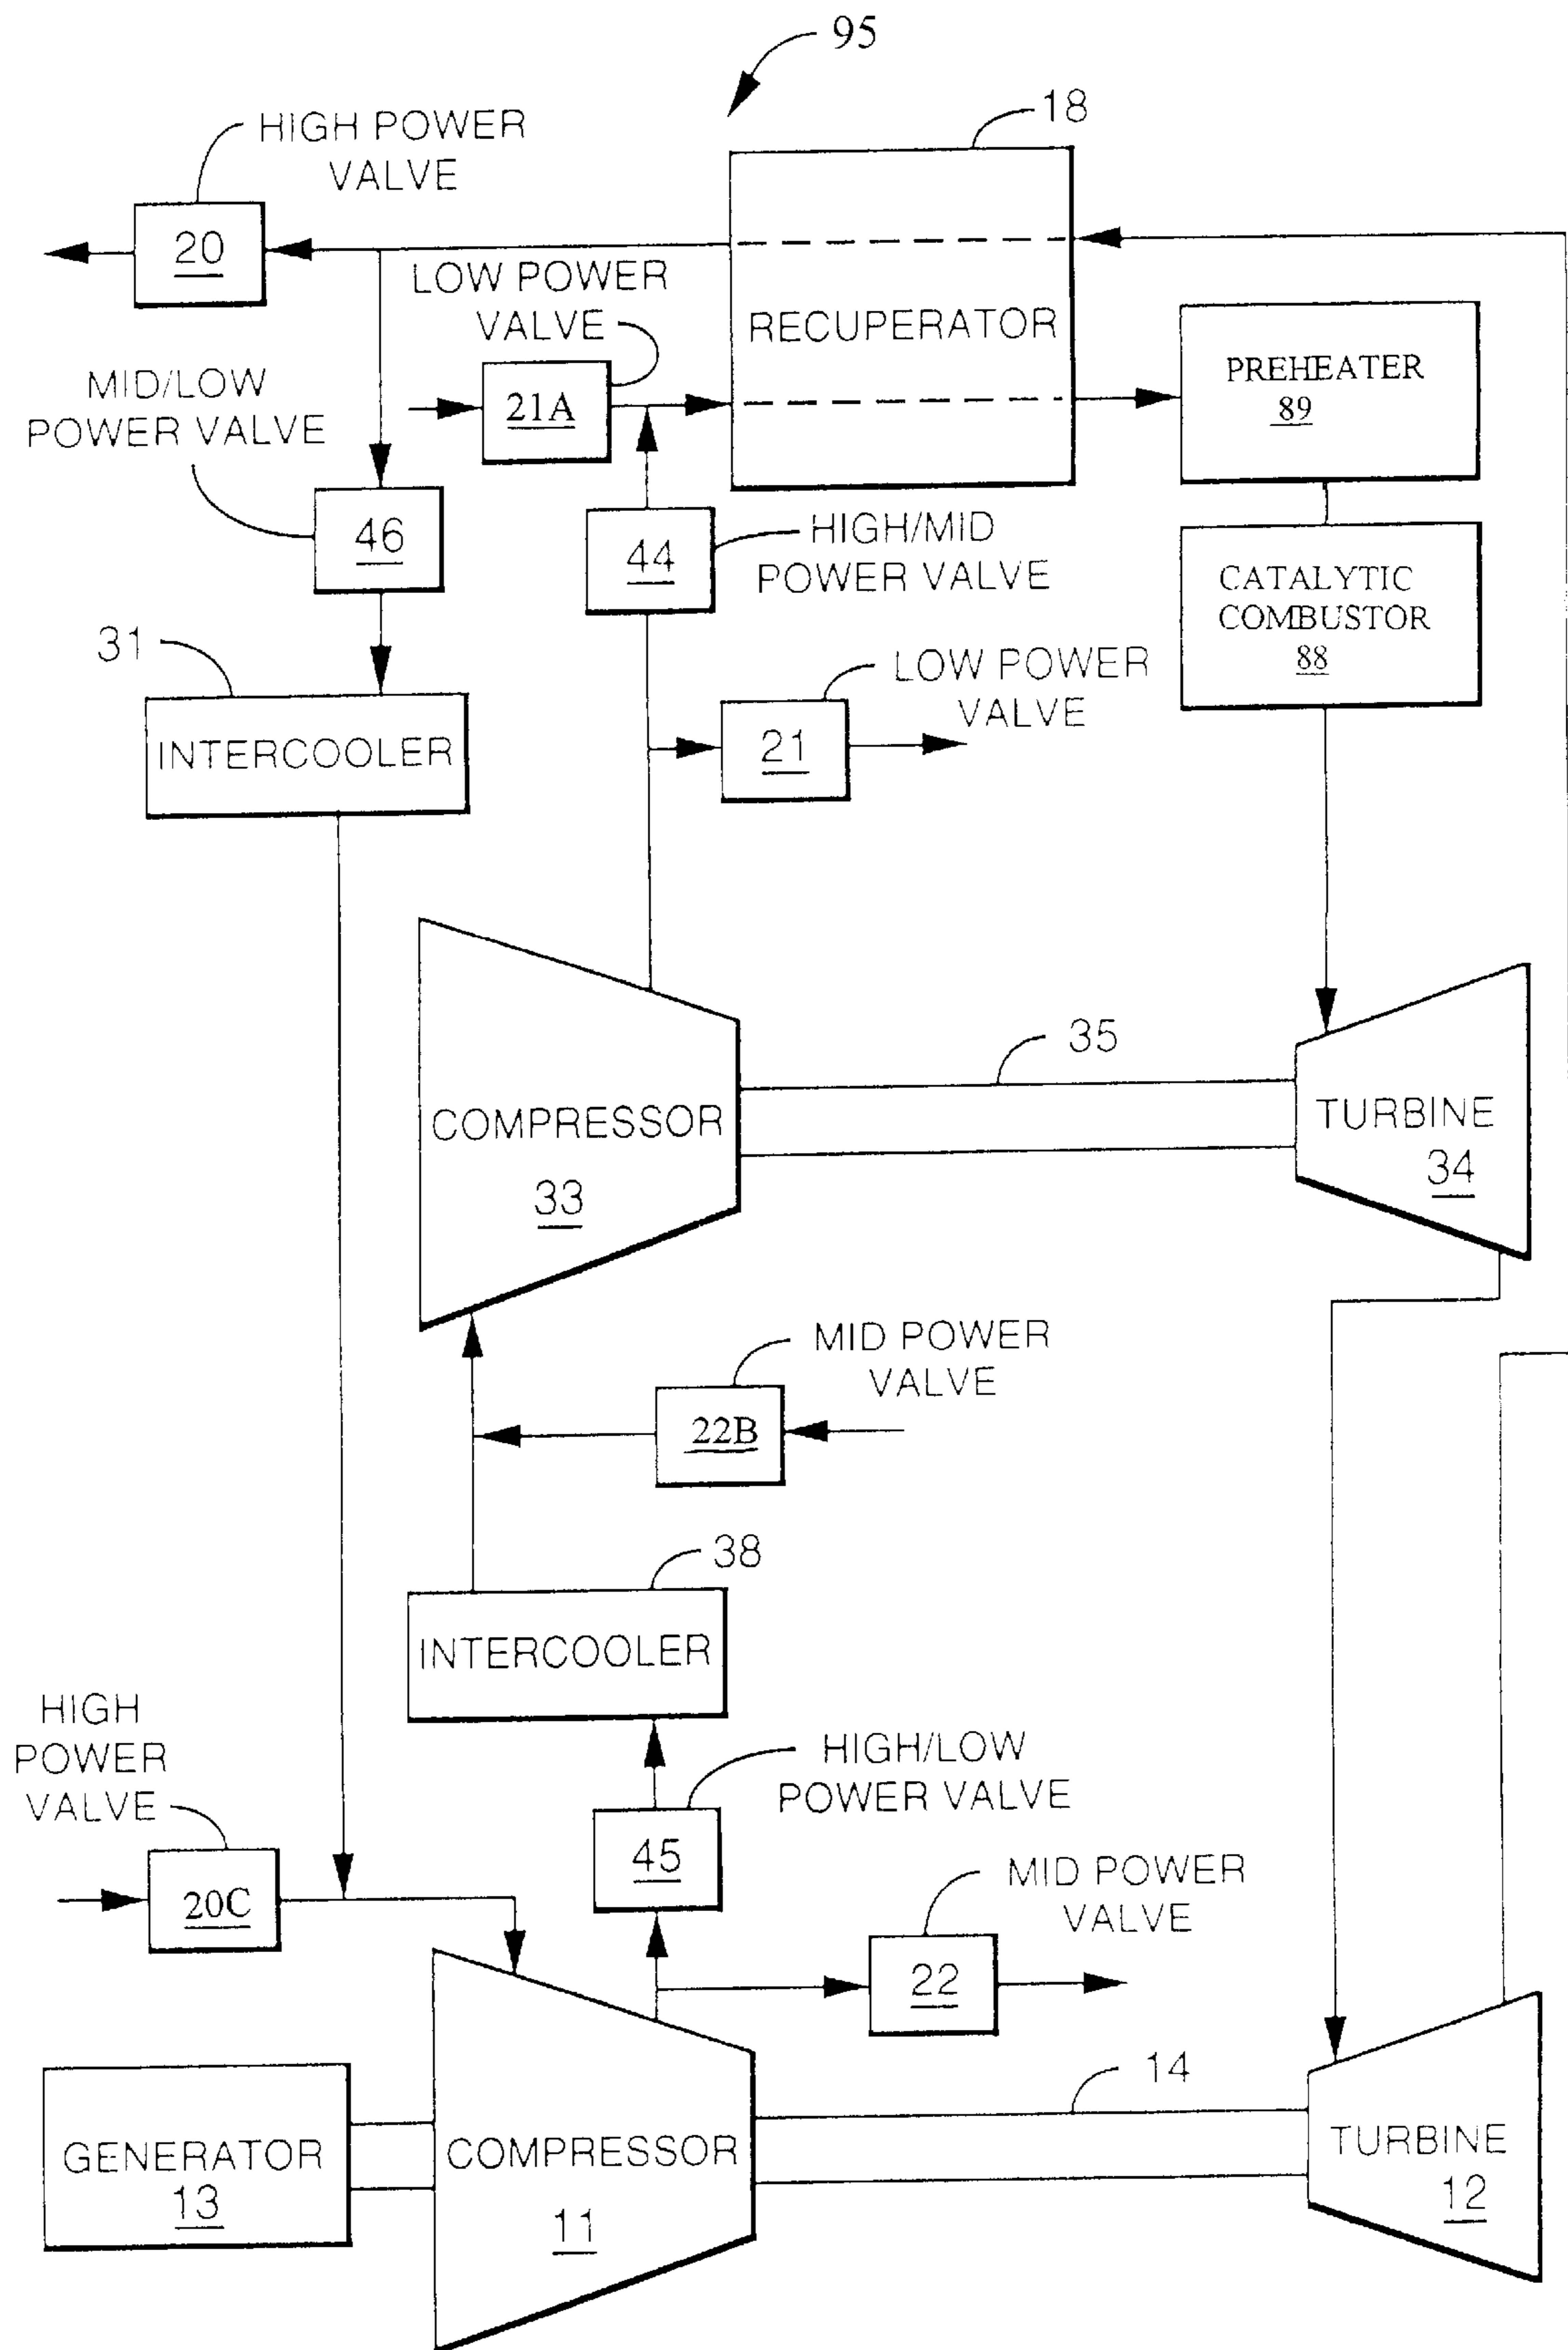 95
18
HIGH POWER
VALVE
20
LOW POWER
VALVE
RECUPERATOR
21A
PREHEATER
89
MID/LOW
POWER VALVE
46
44
HIGH/MID
POWER VALVE
CATALYTIC
COMBUSTOR
88
31
INTERCOOLER
LOW POWER
VALVE
21
35
COMPRESSOR
33
TURBINE
34
MID POWER
VALVE
22B
38
INTERCOOLER
HIGH
POWER
VALVE
HIGH/LOW
POWER VALVE
45
20C
MID POWER
VALVE
22
14
GENERATOR
13
COMPRESSOR
11
TURBINE
12